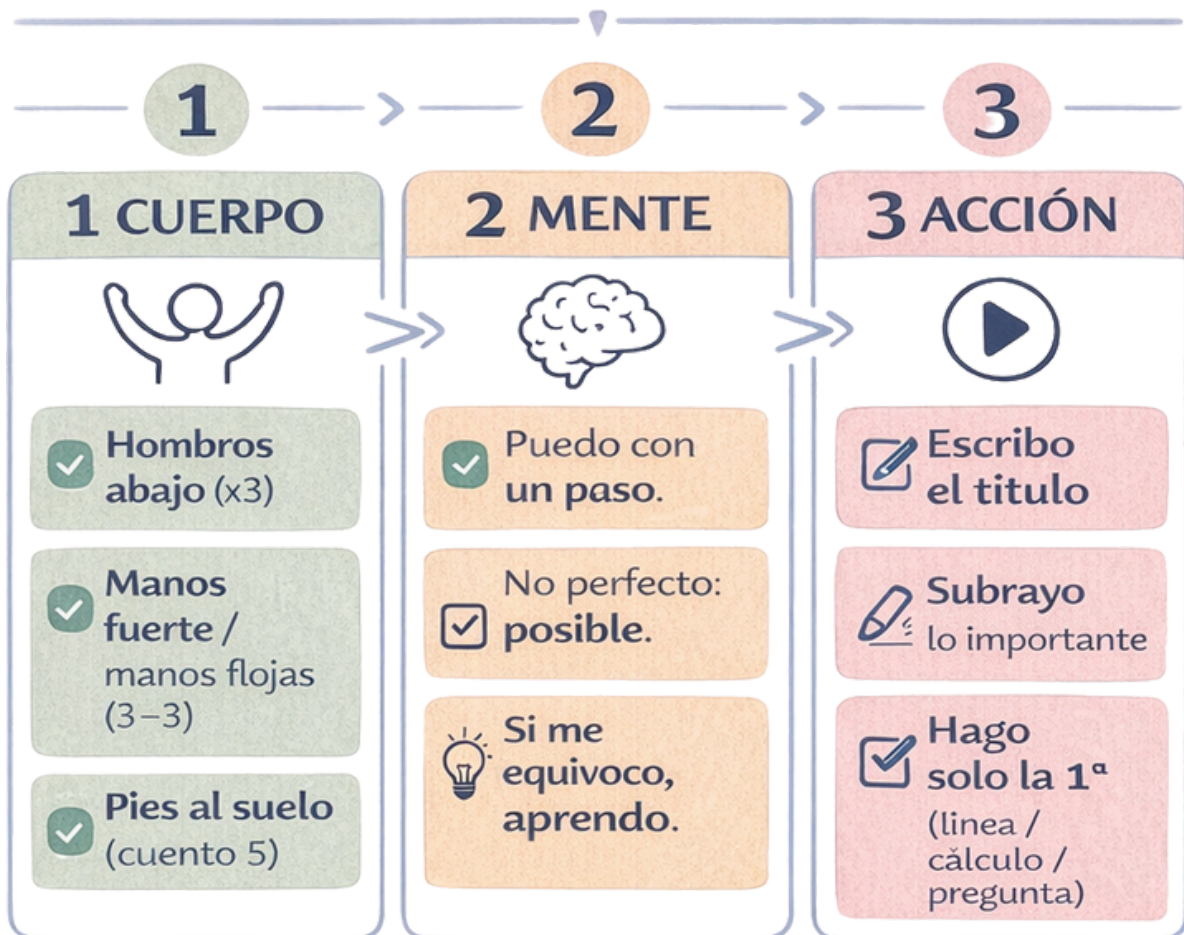 1
2
3
1 CUERPO
Hombros
abajo (x3)
Manos
fuerte /
manos flojas
(3–3)
Pies al suelo
(cuento 5)
2 MENTE
Puedo con
un paso.
No perfecto:
posible.
Si me
equivoco,
aprendo.
3 ACCIÓN
Escribo
el titulo
Subrayo
lo importante
Hago
solo la 1ª
(linea /
cǎlculo /
pregunta)